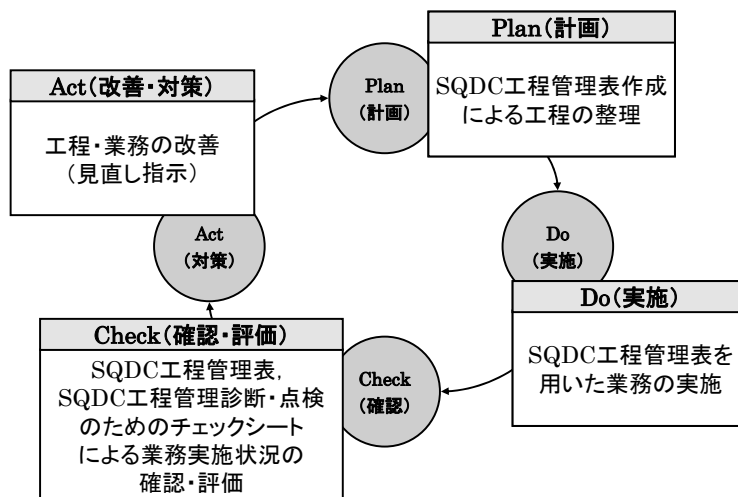 Plan(計画)
SQDC工程管理表作成
による工程の整理
Plan
(計画)
Act(改善・対策)
工程・業務の改善
(見直し指示)
Do
(実施)
Do(実施)
SQDC工程管理表を
用いた業務の実施
Act
(対策)
Check(確認・評価)
SQDC工程管理表,
SQDC工程管理診断・点検
のためのチェックシート
による業務実施状況の
確認・評価
Check
(確認)